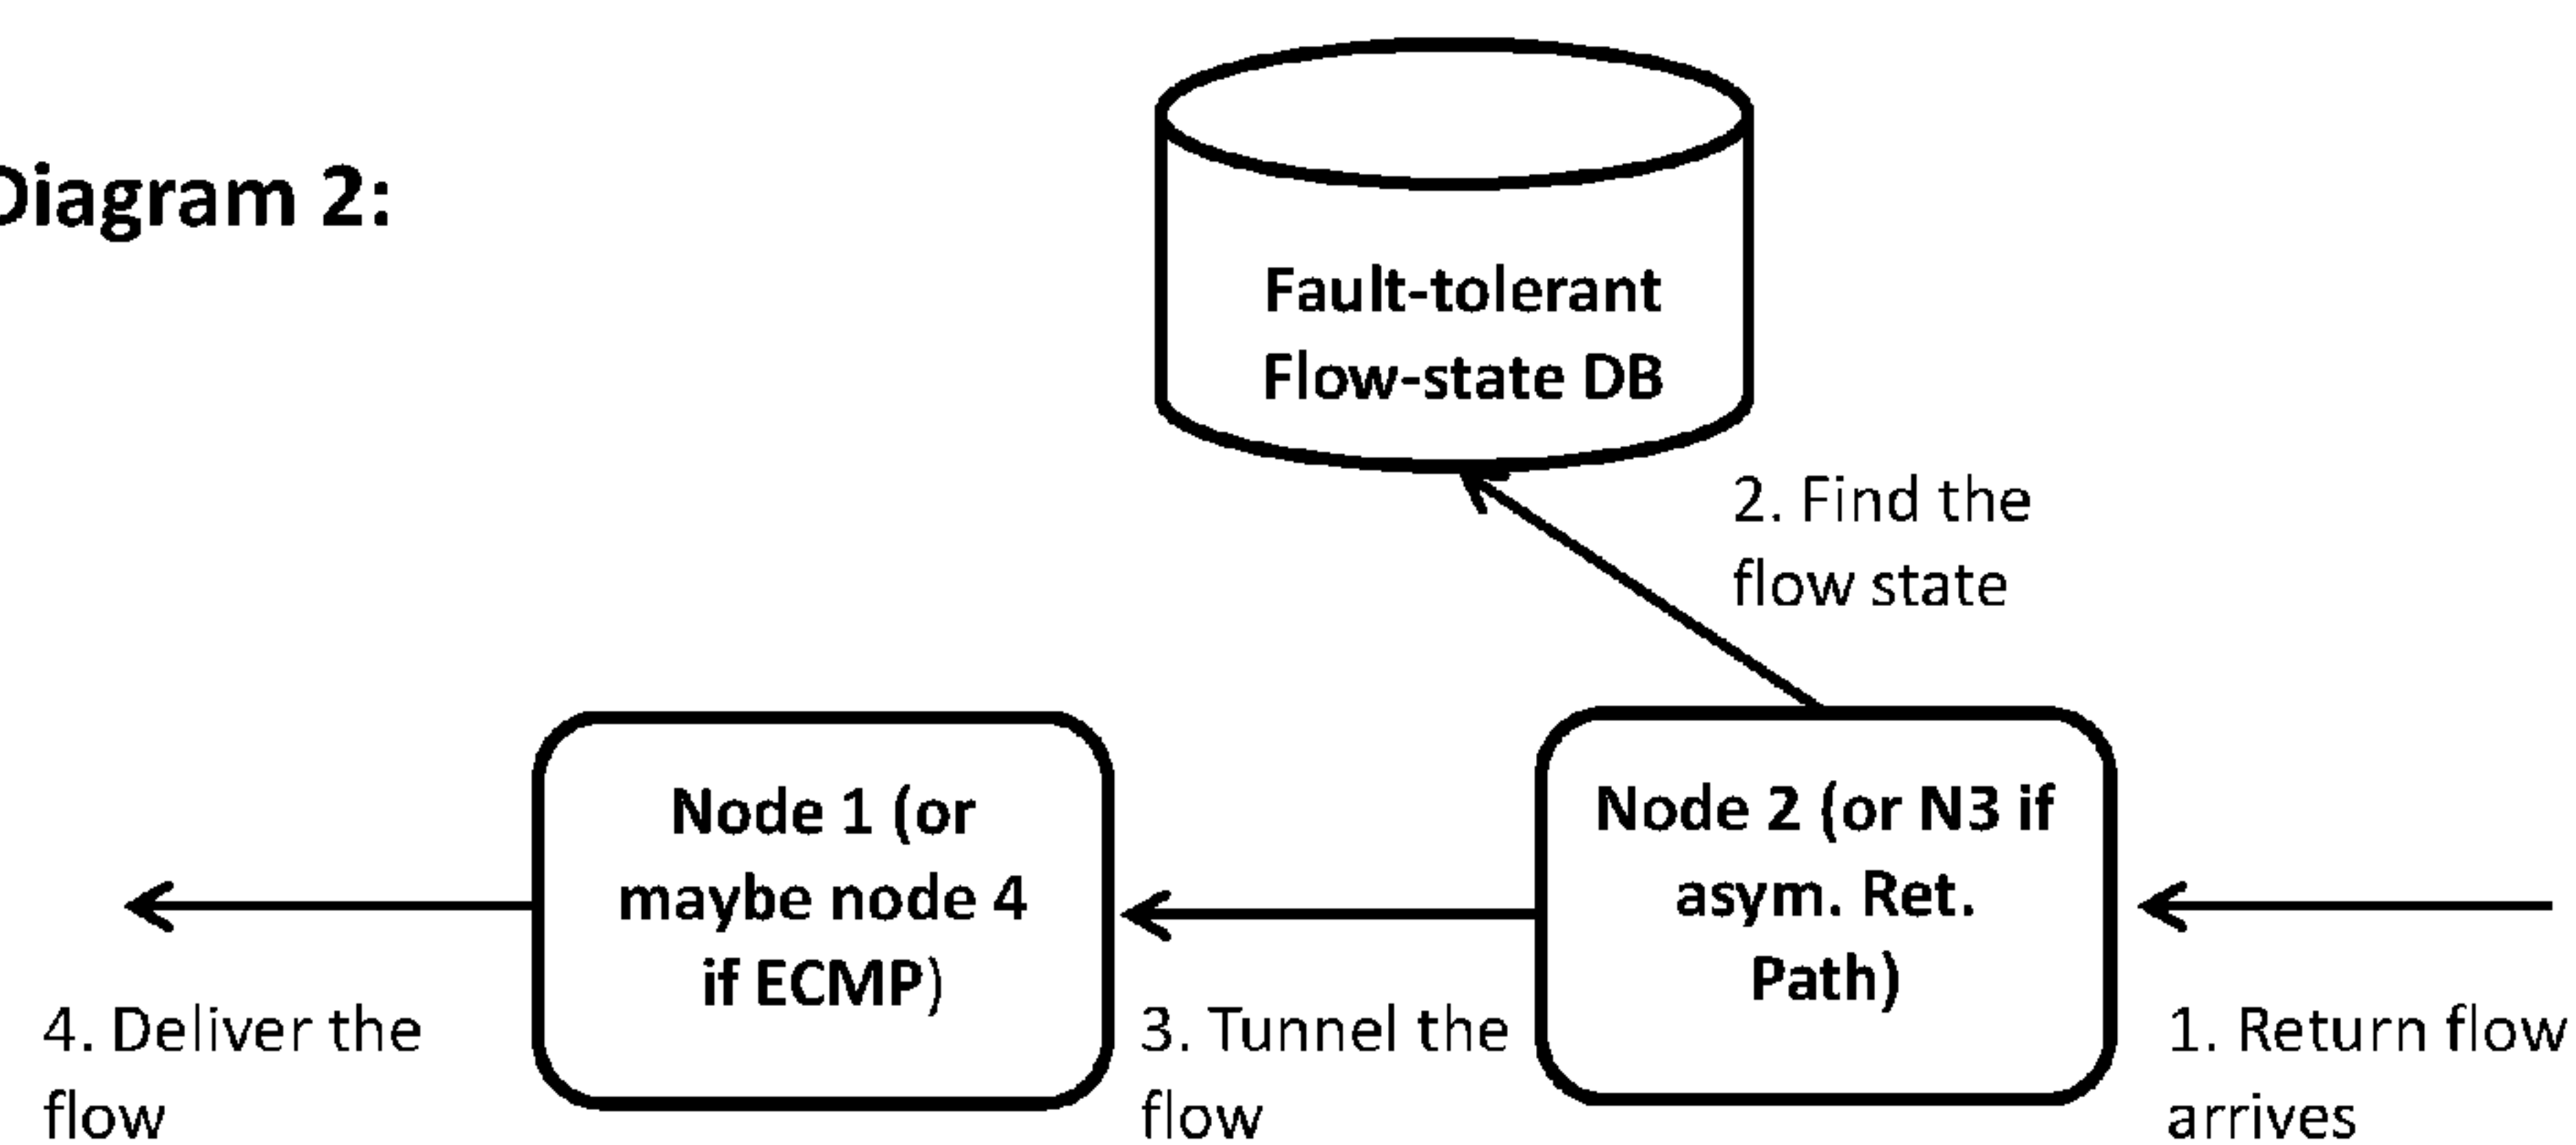 Diagram 2:
Fault-tolerant
Flow-state DB
2. Find the
flow state
Node 1 (or
maybe node 4
if ECMP)
Node 2 (or N3 if
asym. Ret.
Path)
4. Deliver the
flow
3. Tunnel the
flow
1. Return flow
arrives